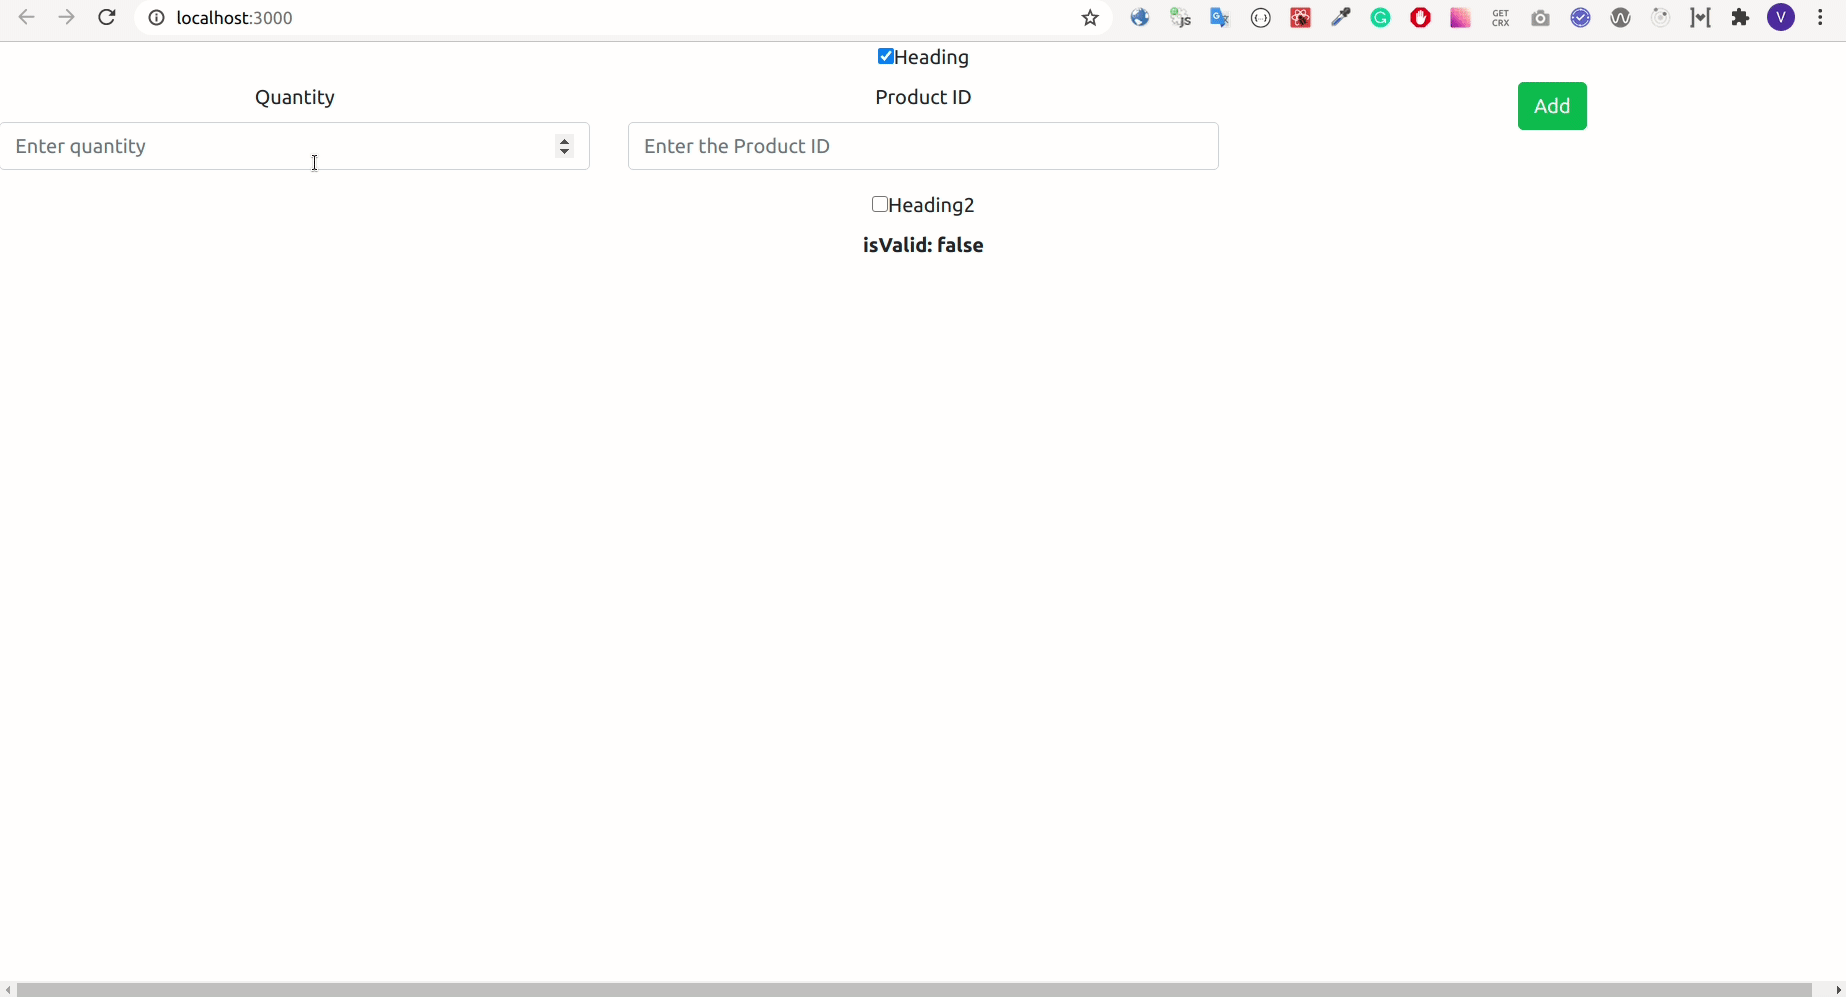 localhost:3000
GET
CRX
V
Heading
Quantity
Product ID
Add
Enter quantity
Enter the Product ID
Heading2
isValid: false